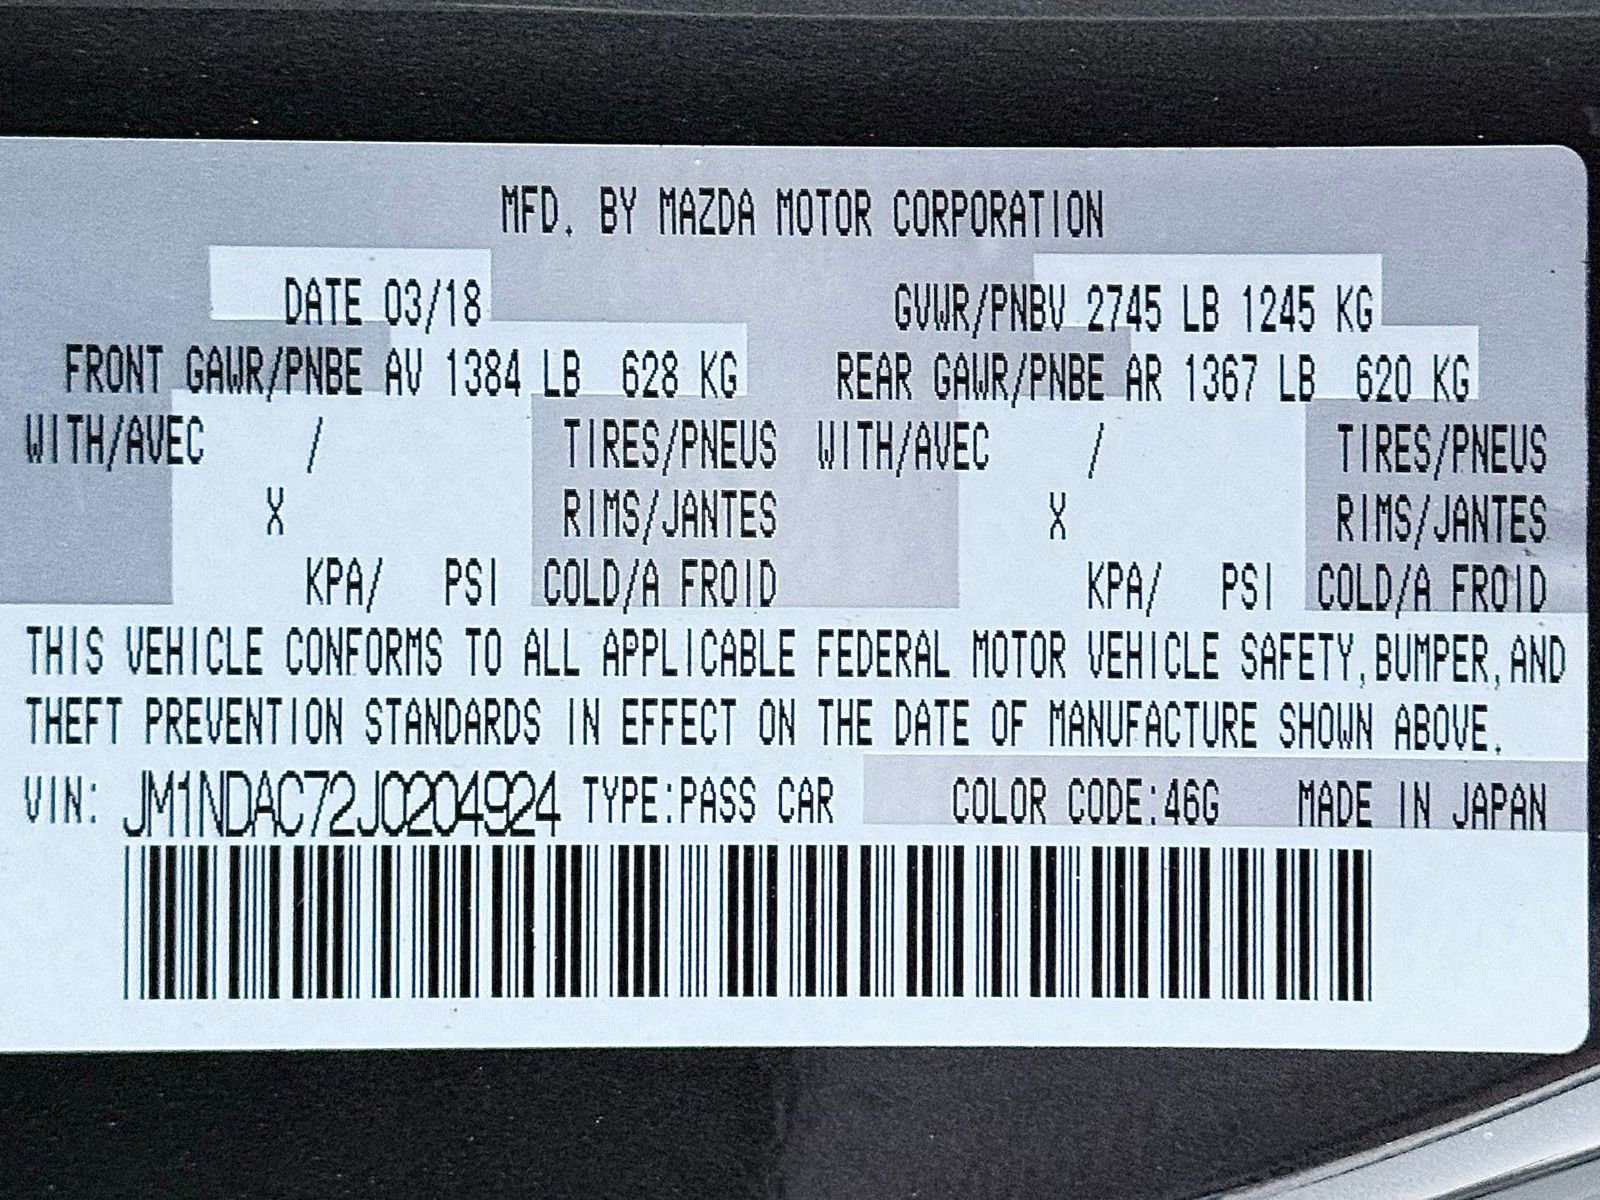 MFD. BY MAZDA MOTOR CORPORATION
DATE 03/18 GVWR/PNBV 2745 LB 1245 KG
FRONT GAWR/PNBE AV 1384 LB 628 KG REAR GAWR/PNBE AR 1367 LB 620 KG
WITH/AVEC / TIRES/PNEUS WITH/AVEC / TIRES/PNEUS
X RIMS/JANTES X RIMS/JANTES
KPA/ PSI COLD/A FROID KPA/ PSI COLD/A FROID
THIS VEHICLE CONFORMS TO ALL APPLICABLE FEDERAL MOTOR VEHICLE SAFETY,BUMPER,AND
THEFT PREVENTION STANDARDS IN EFFECT ON THE DATE OF MANUFACTURE SHOWN ABOVE.
VIN: JM1NDAC72J0204924 TYPE:PASS CAR COLOR CODE:46G MADE IN JAPAN